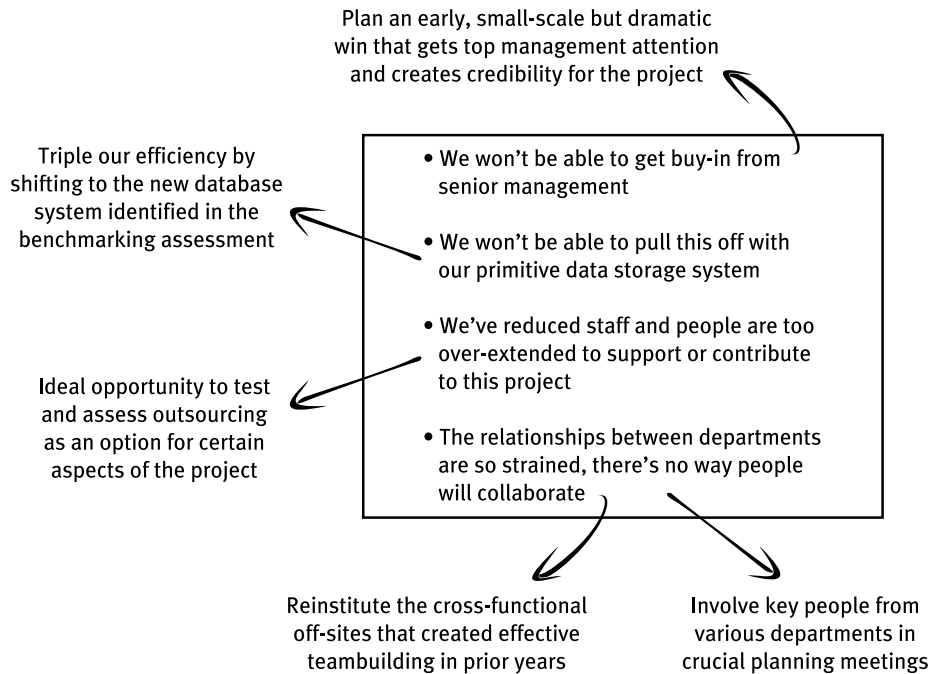 Plan an early, small-scale but dramatic
win that gets top management attention
and creates credibility for the project
Triple our efficiency by
shifting to the new database
system identified in the
benchmarking assessment
• We won’t be able to get buy-in from
senior management
• We won’t be able to pull this off with
our primitive data storage system
• We’ve reduced staff and people are too
over-extended to support or contribute
to this project
Ideal opportunity to test
and assess outsourcing
as an option for certain
aspects of the project
• The relationships between departments
are so strained, there’s no way people
will collaborate
Reinstitute the cross-functional
off-sites that created effective
teambuilding in prior years
Involve key people from
various departments in
crucial planning meetings